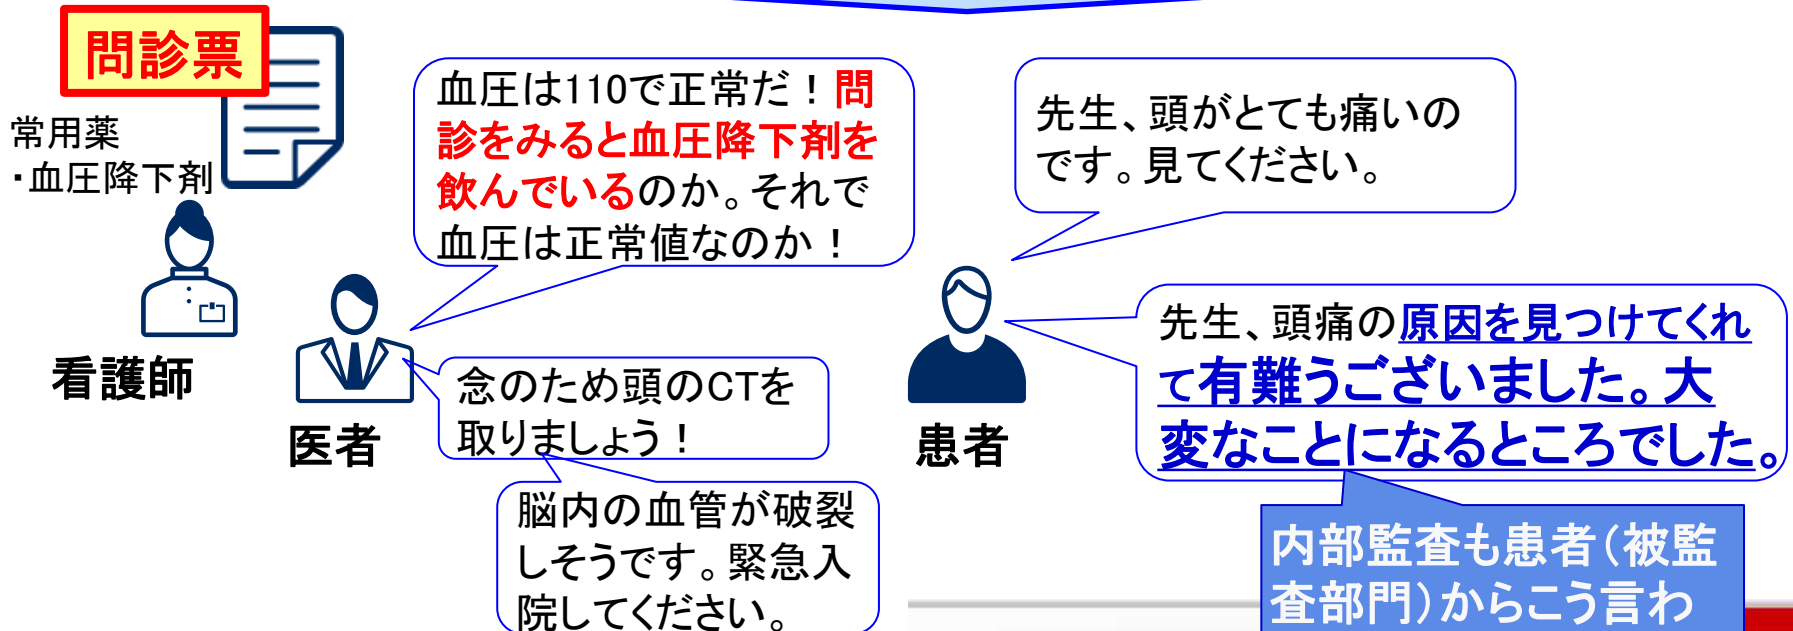 問診票
常用薬
・血圧降下剤
看護師
血圧は110で正常だ！問
診をみると血圧降下剤を
飲んでいるのか。それで
血圧は正常値なのか！
医者
念のため頭のCTを
取りましょう！
脳内の血管が破裂
しそうです。緊急入
院してください。
先生、頭がとても痛いの
です。見てください。
患者
先生、頭痛の原因を見つけてくれ
て有難うございました。大
変なことになるところでした。
内部監査も患者（被監
査部門）からこう言わ